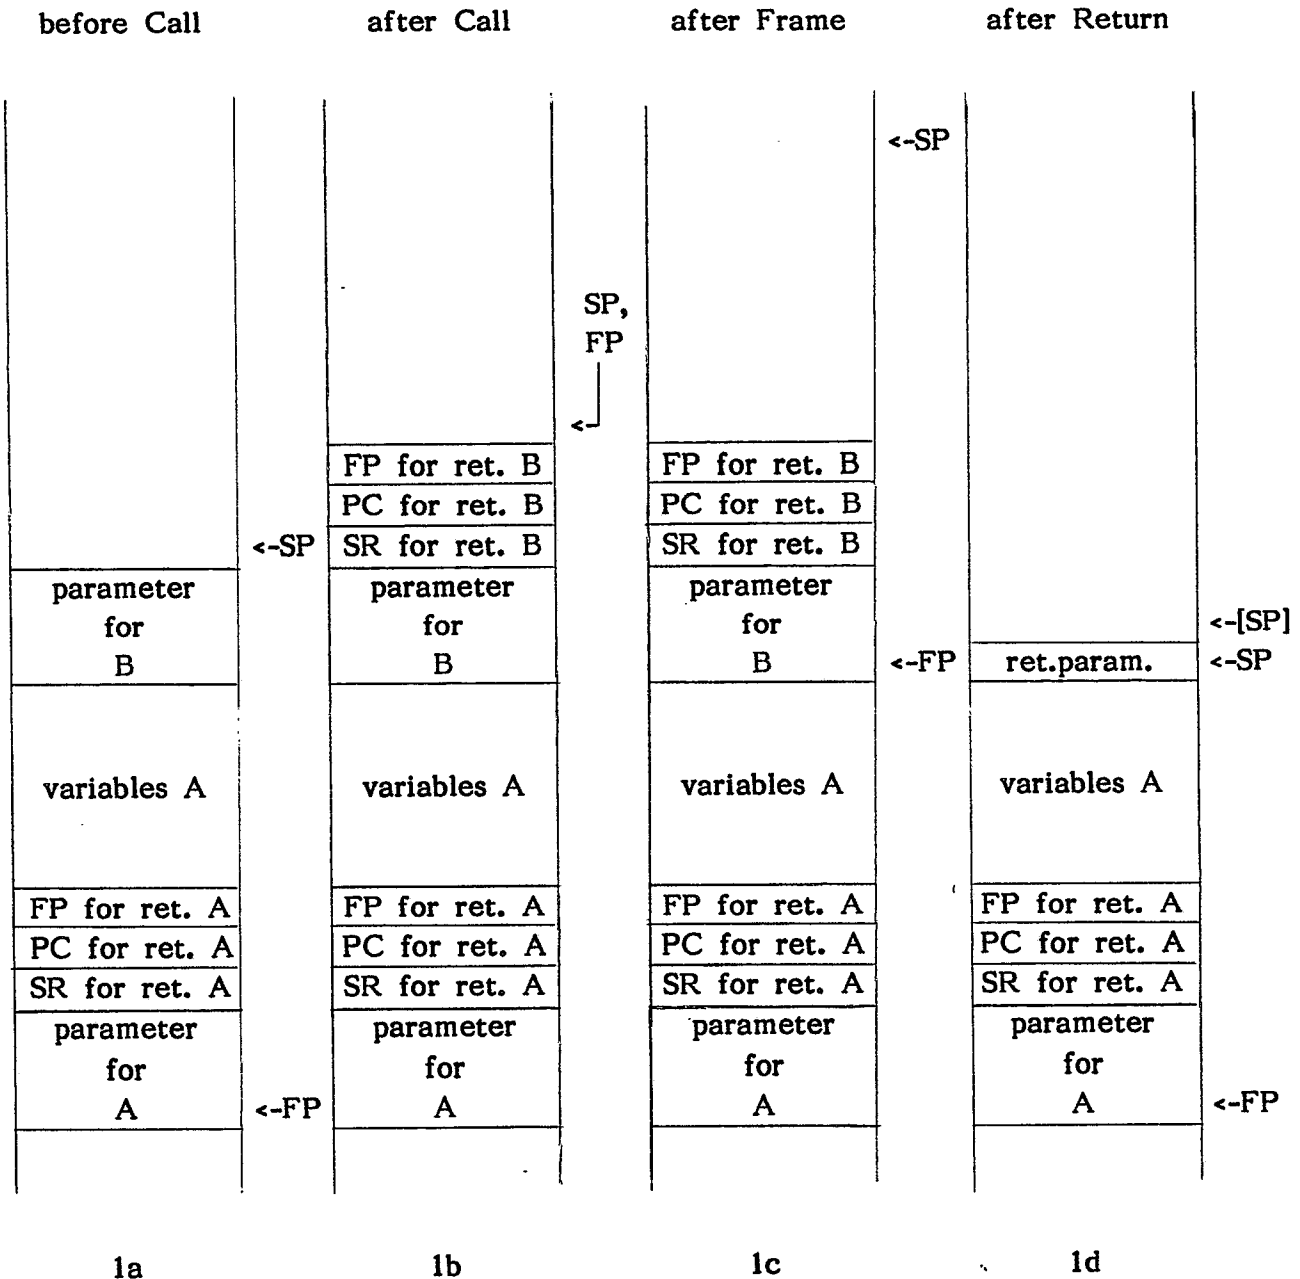 before Call
after Call
after Frame
after Return
<-SP
SP,
FP
<-
FP for ret. B
FP for ret. B
PC for ret. B
PC for ret. B
<-SP
SR for ret. B
SR for ret. B
parameter
for
B
parameter
for
B
parameter
for
B
<-FP
<-[SP]
ret.param.
<-SP
variables A
variables A
variables A
variables A
FP for ret. A
FP for ret. A
FP for ret. A
FP for ret. A
PC for ret. A
PC for ret. A
PC for ret. A
PC for ret. A
SR for ret. A
SR for ret. A
SR for ret. A
SR for ret. A
parameter
for
A
<-FP
parameter
for
A
parameter
for
A
parameter
for
A
<-FP
1a
1b
1c
1d